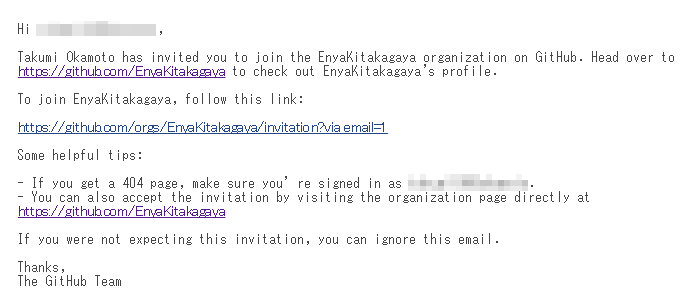 Hi ,
Takumi Okamoto has invited you to join the EnyaKitakagaya organization on GitHub. Head over to
https://github.com/EnyaKitakagaya to check out EnyaKitakagaya's profile.
To join EnyaKitakagaya, follow this link:
https://github.com/orgs/EnyaKitakagaya/invitation?via email=1
Some helpful tips:
- If you get a 404 page, make sure you' re signed in as .
- You can also accept the invitation by visiting the organization page directly at
https://github.com/EnyaKitakagaya
If you were not expecting this invitation, you can ignore this email.
Thanks,
The GitHub Team